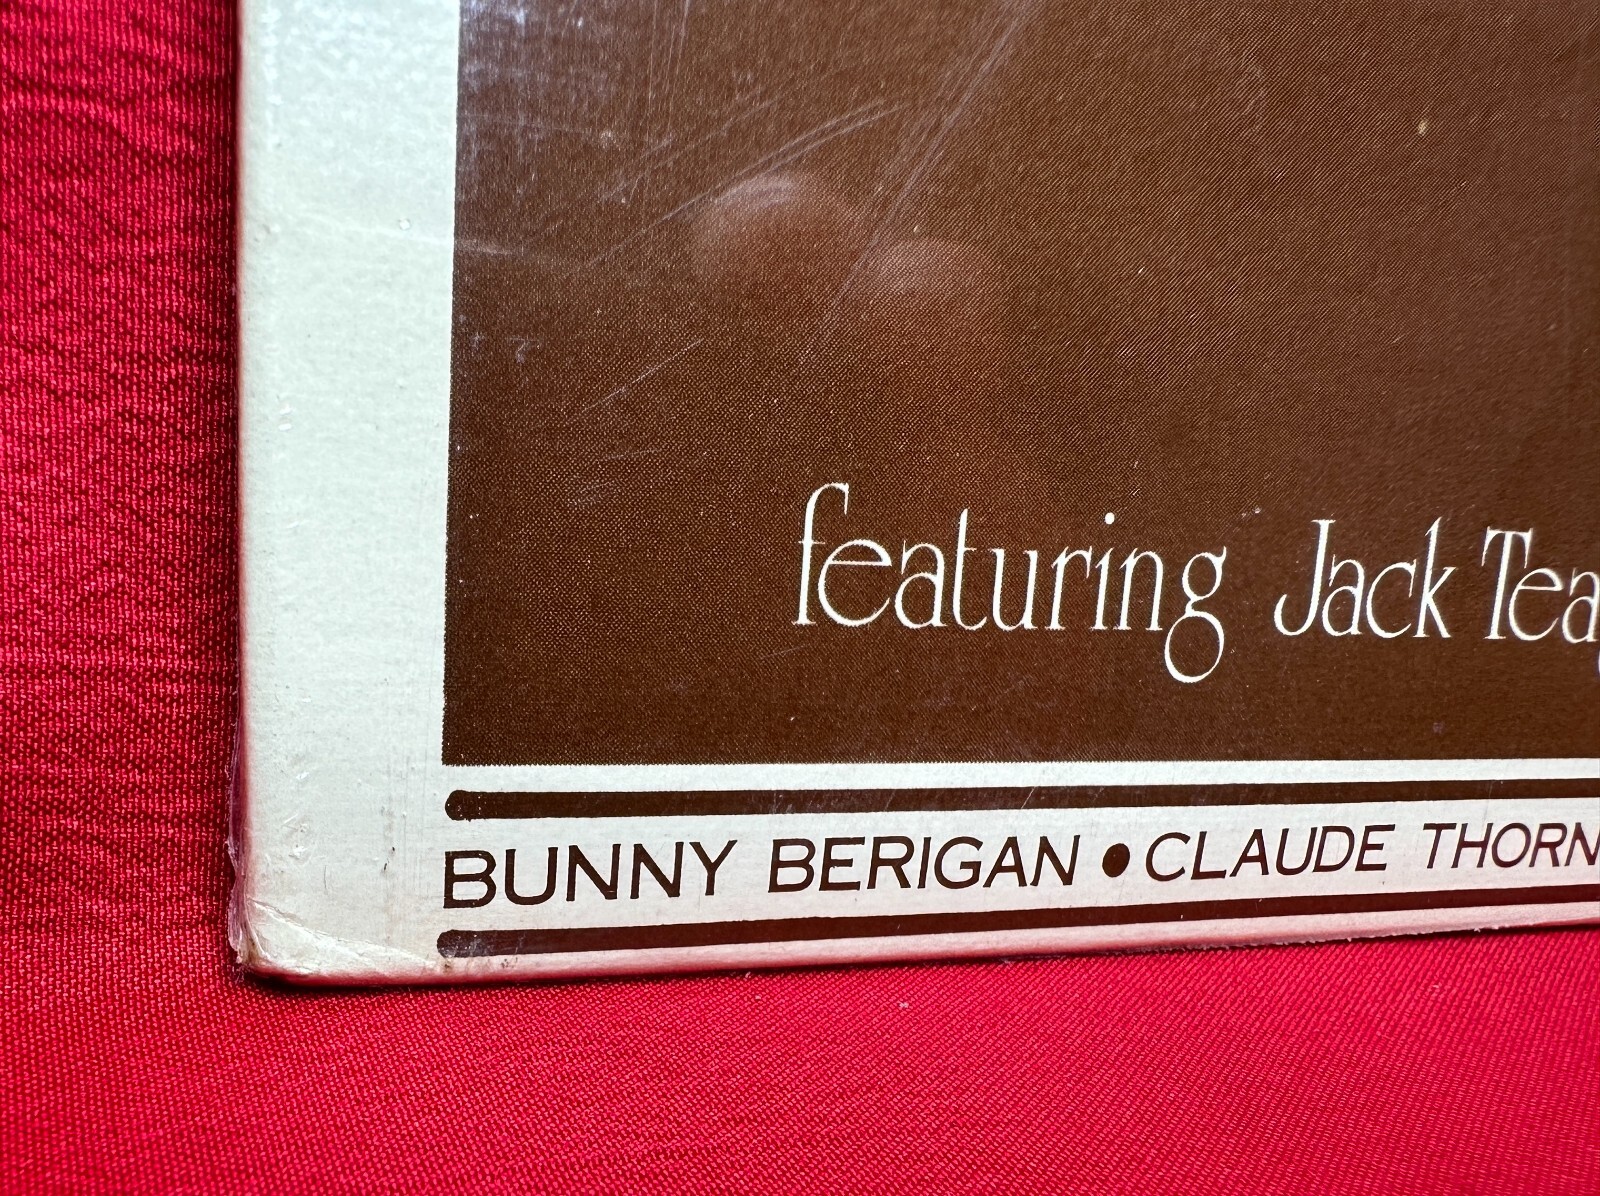 featuring Jack Tea
BUNNY BERIGAN • CLAUDE THORN